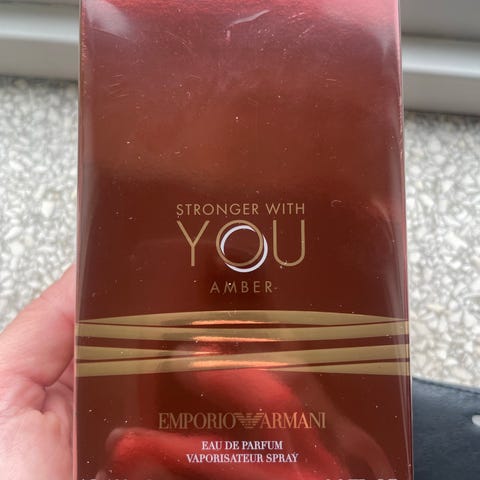 STRONGER WITH
YOU
AMBER
EMPORIO ARMANI
EAU DE PARFUM
VAPORISATEUR SPRAY